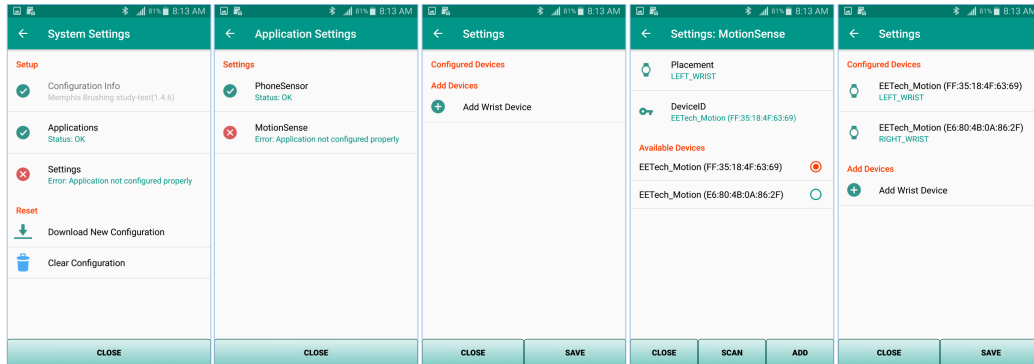 81% 8:13 AM
System Settings
Setup
Configuration Info
Memphis Brushing study-test(1.4.6)
Applications
Status: OK
Settings
Error: Application not configured properly
Reset
Download New Configuration
Clear Configuration
CLOSE
81% 8:13 AM
Application Settings
Settings
PhoneSensor
Status: OK
MotionSense
Error: Application not configured properly
CLOSE
81% 8:13 AM
Settings
Configured Devices
Add Devices
Add Wrist Device
CLOSE SAVE
81% 8:13 AM
Settings: MotionSense
Placement
LEFT_WRIST
DeviceID
EETech_Motion (FF:35:18:4F:63:69)
Available Devices
EETech_Motion (FF:35:18:4F:63:69)
EETech_Motion (E6:80:4B:0A:86:2F)
CLOSE SCAN ADD
81% 8:13 AM
Settings
Configured Devices
EETech_Motion (FF:35:18:4F:63:69)
LEFT_WRIST
EETech_Motion (E6:80:4B:0A:86:2F)
RIGHT_WRIST
Add Devices
Add Wrist Device
CLOSE SAVE